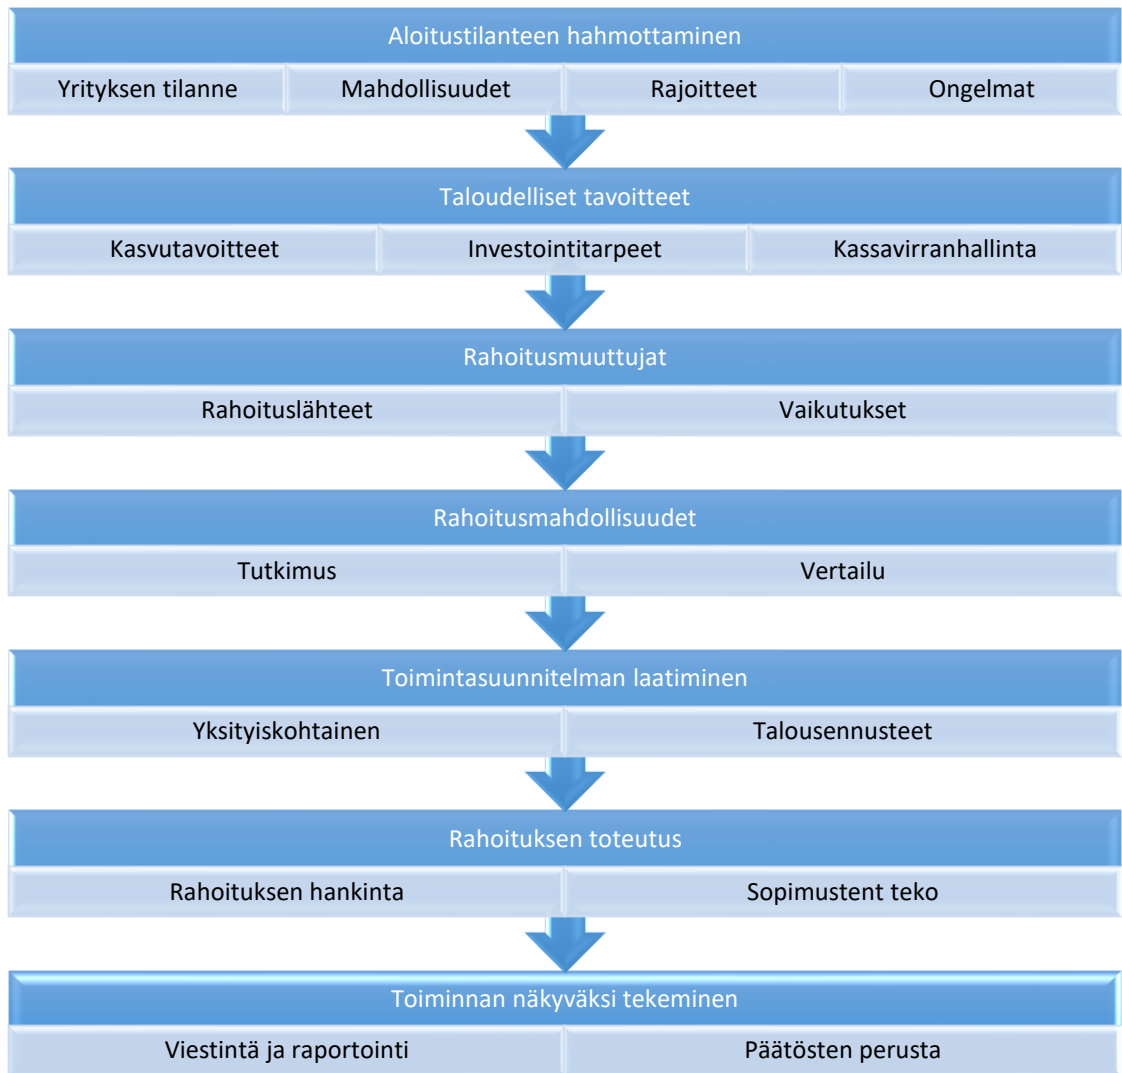 Aloitustilanteen hahmottaminen
Yrityksen tilanne
Mahdollisuudet
Rajoitteet
Ongelmat
Taloudelliset tavoitteet
Kasvutavoitteet
Investointitarpeet
Kassavirranhallinta
Rahoitusmuuttujat
Rahoituslähteet
Vaikutukset
Rahoitusmahdollisuudet
Tutkimus
Vertailu
Toimintasuunnitelman laatiminen
Yksityiskohtainen
Talousennusteet
Rahoituksen toteutus
Rahoituksen hankinta
Sopimustent teko
Toiminnan näkyväksi tekeminen
Viestintä ja raportointi
Päätösten perusta